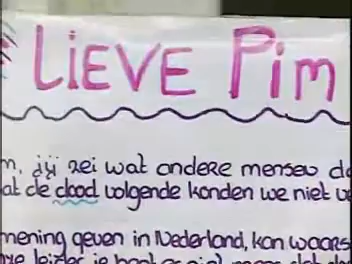 LIEVE Pim
m, jij zei wat andere mensen d
at de dood volgende konden we niet v
mening geven in Nederland, kan waars